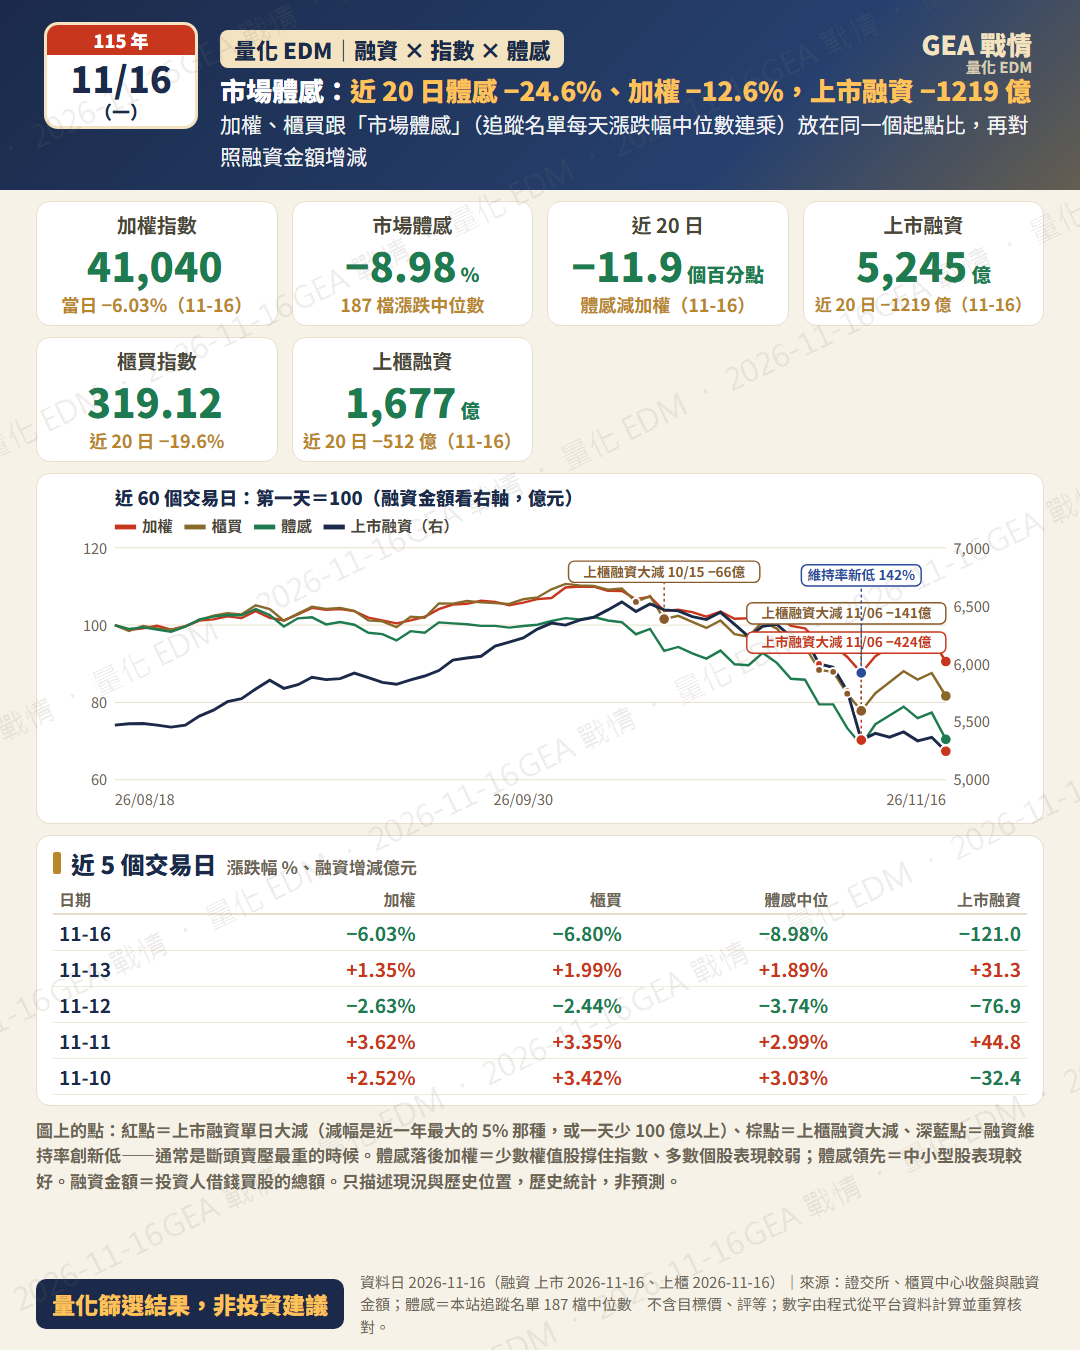 115 年
11/16
（一）
量化 EDM｜融資 × 指數 × 體感
GEA 戰情
量化 EDM
市場體感：近 20 日體感 −24.6%、加權 −12.6%，上市融資 −1219 億
加權、櫃買跟「市場體感」（追蹤名單每天漲跌幅中位數連乘）放在同一個起點比，再對
照融資金額增減
加權指數
41,040
當日 −6.03%（11-16）
市場體感
−8.98 %
187 檔漲跌中位數
近 20 日
−11.9 個百分點
體感減加權（11-16）
上市融資
5,245 億
近 20 日 −1219 億（11-16）
櫃買指數
319.12
近 20 日 −19.6%
上櫃融資
1,677 億
近 20 日 −512 億（11-16）
近 60 個交易日：第一天＝100（融資金額看右軸，億元）
加權 櫃買 體感 上市融資（右）
120
100
80
60
7,000
6,500
6,000
5,500
5,000
上櫃融資大減 10/15 −66億
維持率新低 142%
上櫃融資大減 11/06 −141億
上市融資大減 11/06 −424億
26/08/18
26/09/30
26/11/16
近 5 個交易日 漲跌幅 %、融資增減億元
日期 加權 櫃買 體感中位 上市融資
11-16 −6.03% −6.80% −8.98% −121.0
11-13 +1.35% +1.99% +1.89% +31.3
11-12 −2.63% −2.44% −3.74% −76.9
11-11 +3.62% +3.35% +2.99% +44.8
11-10 +2.52% +3.42% +3.03% −32.4
圖上的點：紅點＝上市融資單日大減（減幅是近一年最大的 5% 那種，或一天少 100 億以上）、棕點＝上櫃融資大減、深藍點＝融資維
持率創新低——通常是斷頭賣壓最重的時候。體感落後加權＝少數權值股撐住指數、多數個股表現較弱；體感領先＝中小型股表現較
好。融資金額＝投資人借錢買股的總額。只描述現況與歷史位置，歷史統計，非預測。
量化篩選結果，非投資建議
資料日 2026-11-16（融資 上市 2026-11-16、上櫃 2026-11-16）｜來源：證交所、櫃買中心收盤與融資
金額；體感＝本站追蹤名單 187 檔中位數　不含目標價、評等；數字由程式從平台資料計算並重算核
對。